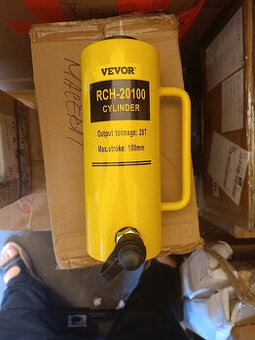 VEVOR
RCH-20100
CYLINDER
Output tonnage: 20T
Max.stroke: 100mm